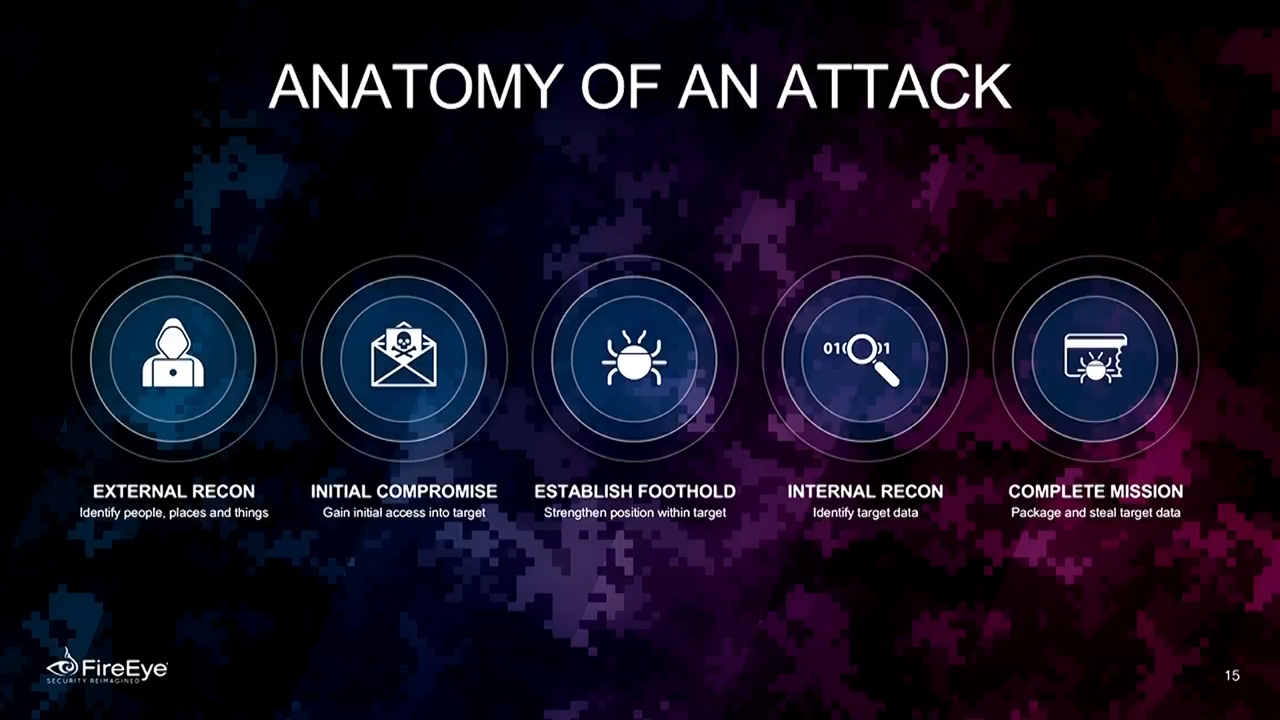 ANATOMY OF AN ATTACK
010 01
EXTERNAL RECON
Identify people, places and things
INITIAL COMPROMISE
Gain initial access into target
ESTABLISH FOOTHOLD
Strengthen position within target
INTERNAL RECON
Identify target data
COMPLETE MISSION
Package and steal target data
FireEye
SECURITY REIMAGINED
15